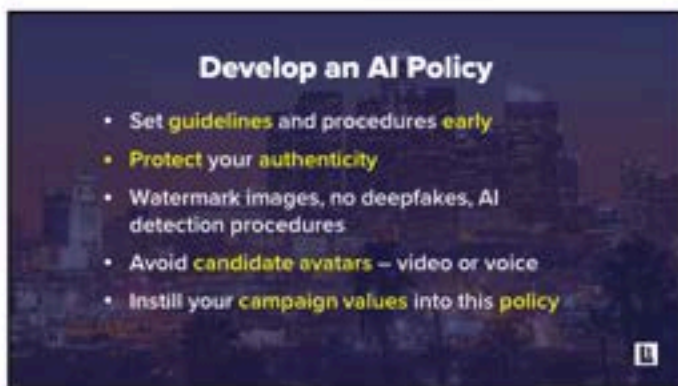 Develop an AI Policy
• Set guidelines and procedures early
• Protect your authenticity
• Watermark images, no deepfakes, AI
detection procedures
• Avoid candidate avatars – video or voice
• Instill your campaign values into this policy